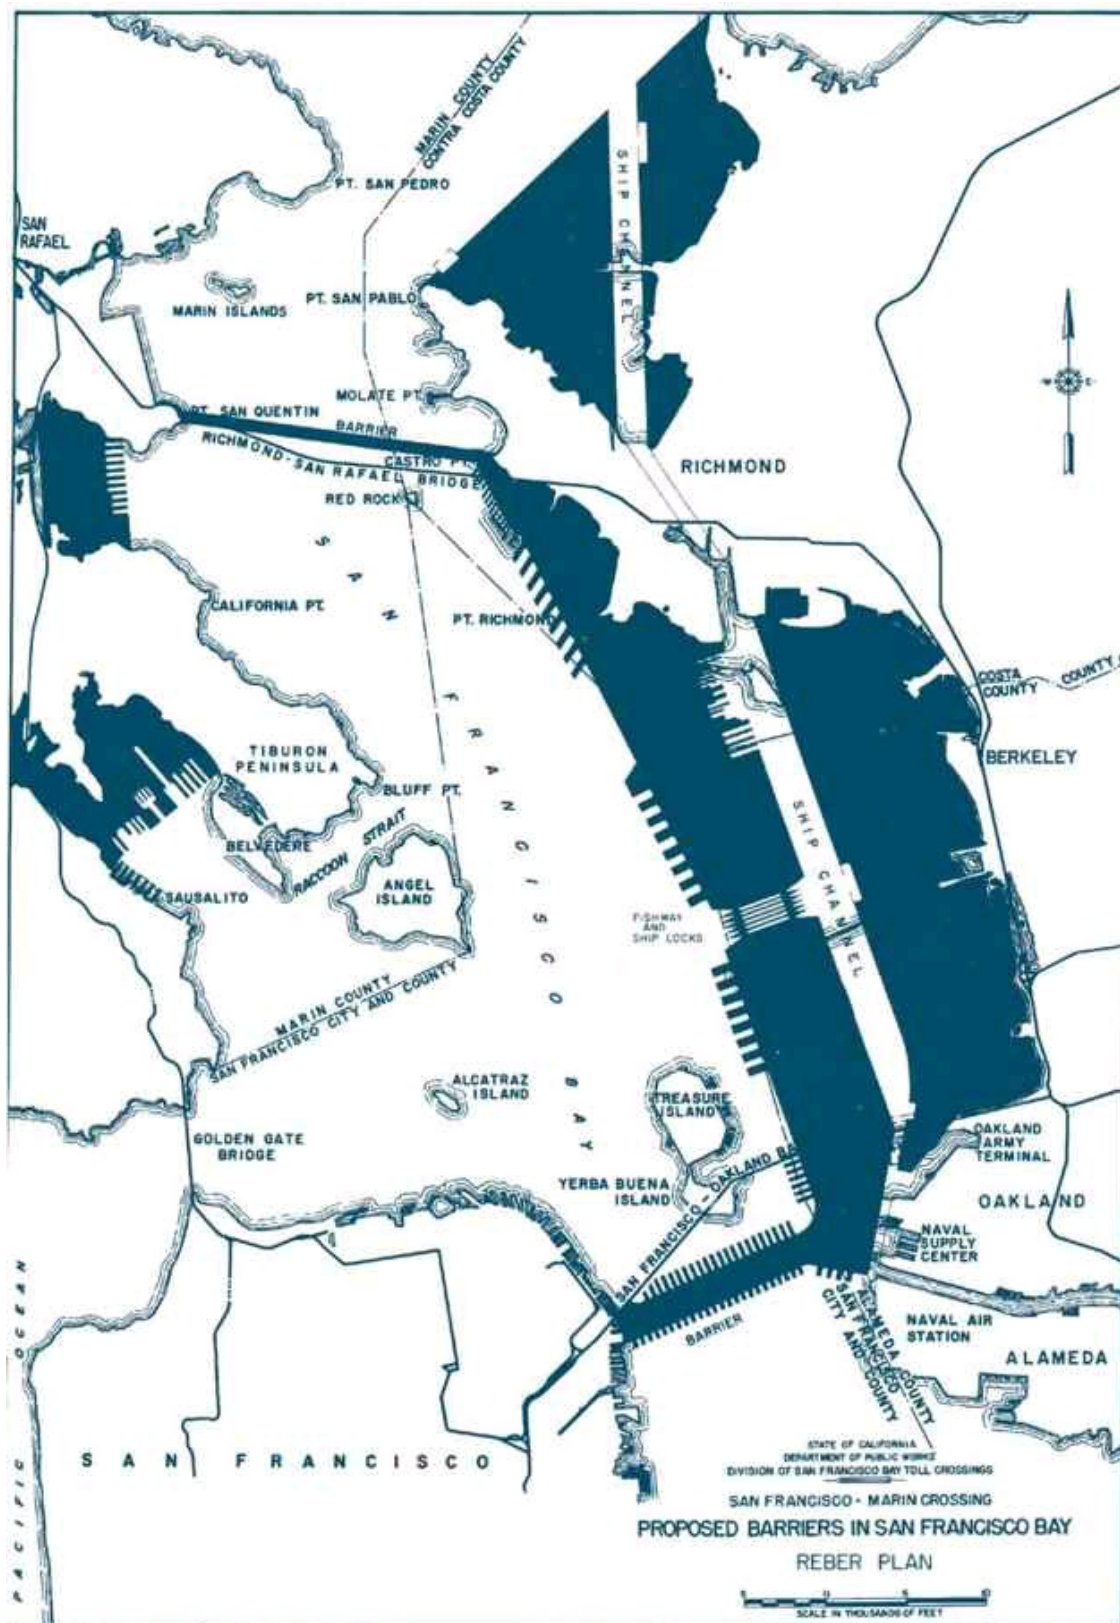 MARIN COUNTY
CONTRA COSTA COUNTY
SHIP CHANNEL
PT. SAN PEDRO
SAN
RAFAEL
MARIN ISLANDS
PT. SAN PABLO
MOLATE PT.
PT. SAN QUENTIN
BARRIER
CASTRO PT.
RICHMOND-SAN RAFAEL BRIDGE
RED ROCK
RICHMOND
SAN FRANCISCO BAY
CALIFORNIA PT.
PT. RICHMOND
COSTA
COUNTY
COUNTY
BERKELEY
TIBURON
PENINSULA
BLUFF PT.
BELVEDERE
RACCOON STRAIT
ANGEL
ISLAND
SAUSALITO
SHIP CHANNEL
FISHWAY
AND
SHIP LOCKS
MARIN COUNTY
SAN FRANCISCO CITY AND COUNTY
ALCATRAZ
ISLAND
TREASURE
ISLAND
GOLDEN GATE
BRIDGE
OAKLAND
ARMY
TERMINAL
YERBA BUENA
ISLAND
SAN FRANCISCO - OAKLAND BA
OAKLAND
NAVAL
SUPPLY
CENTER
BARRIER
NAVAL AIR
STATION
ALAMEDA COUNTY
SAN FRANCISCO
CITY AND COUNTY
ALAMEDA
PACIFIC OCEAN
SAN FRANCISCO
STATE OF CALIFORNIA
DEPARTMENT OF PUBLIC WORKS
DIVISION OF SAN FRANCISCO BAY TOLL CROSSINGS
SAN FRANCISCO - MARIN CROSSING
PROPOSED BARRIERS IN SAN FRANCISCO BAY
REBER PLAN
5 0 5 10
SCALE IN THOUSANDS OF FEET